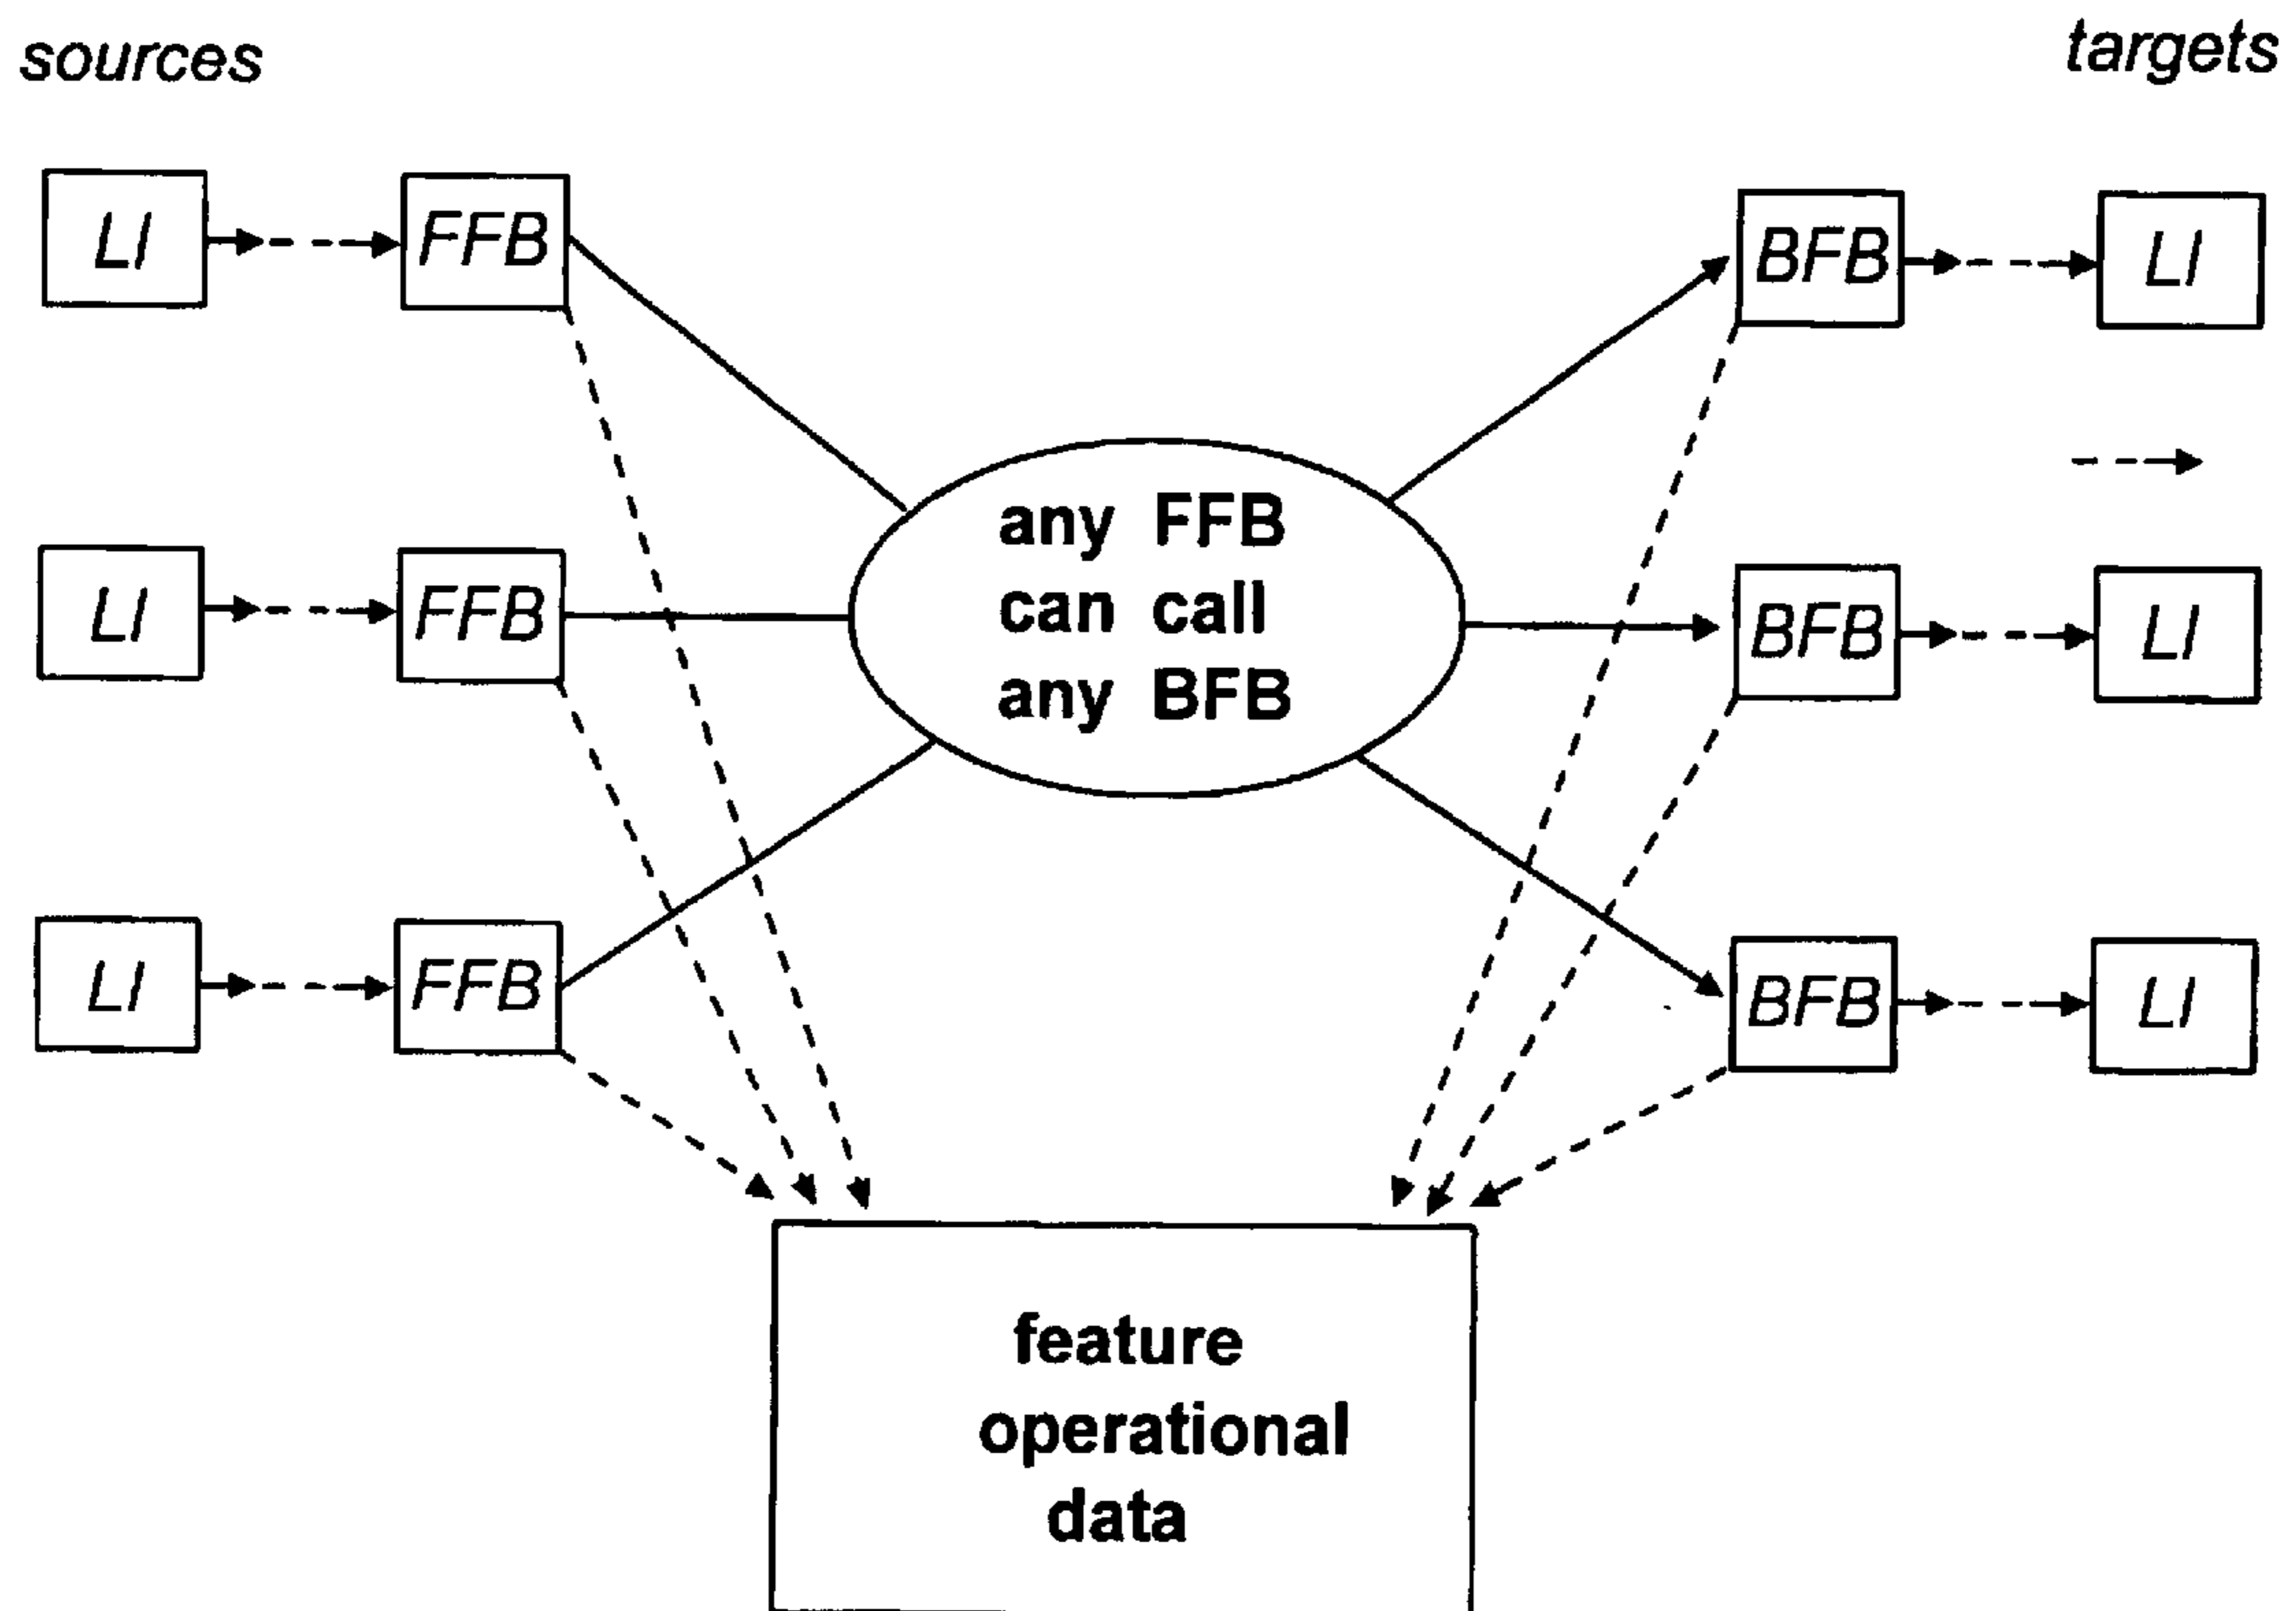 sources
targets
LI
FFB
BFB
LI
any FFB
can call
any BFB
LI
FFB
BFB
LI
LI
FFB
BFB
LI
feature
operational
data